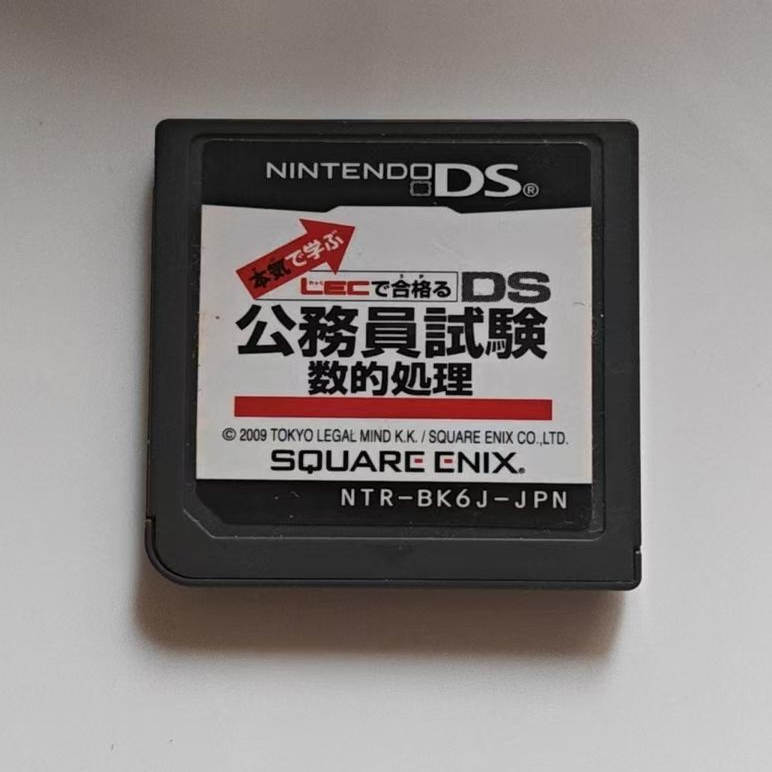 NINTENDO DS®
本気で学ぶ
LECで合格る DS
公務員試験
数的処理
© 2009 TOKYO LEGAL MIND K.K. / SQUARE ENIX CO.,LTD.
SQUARE ENIX.
NTR-BK6J-JPN